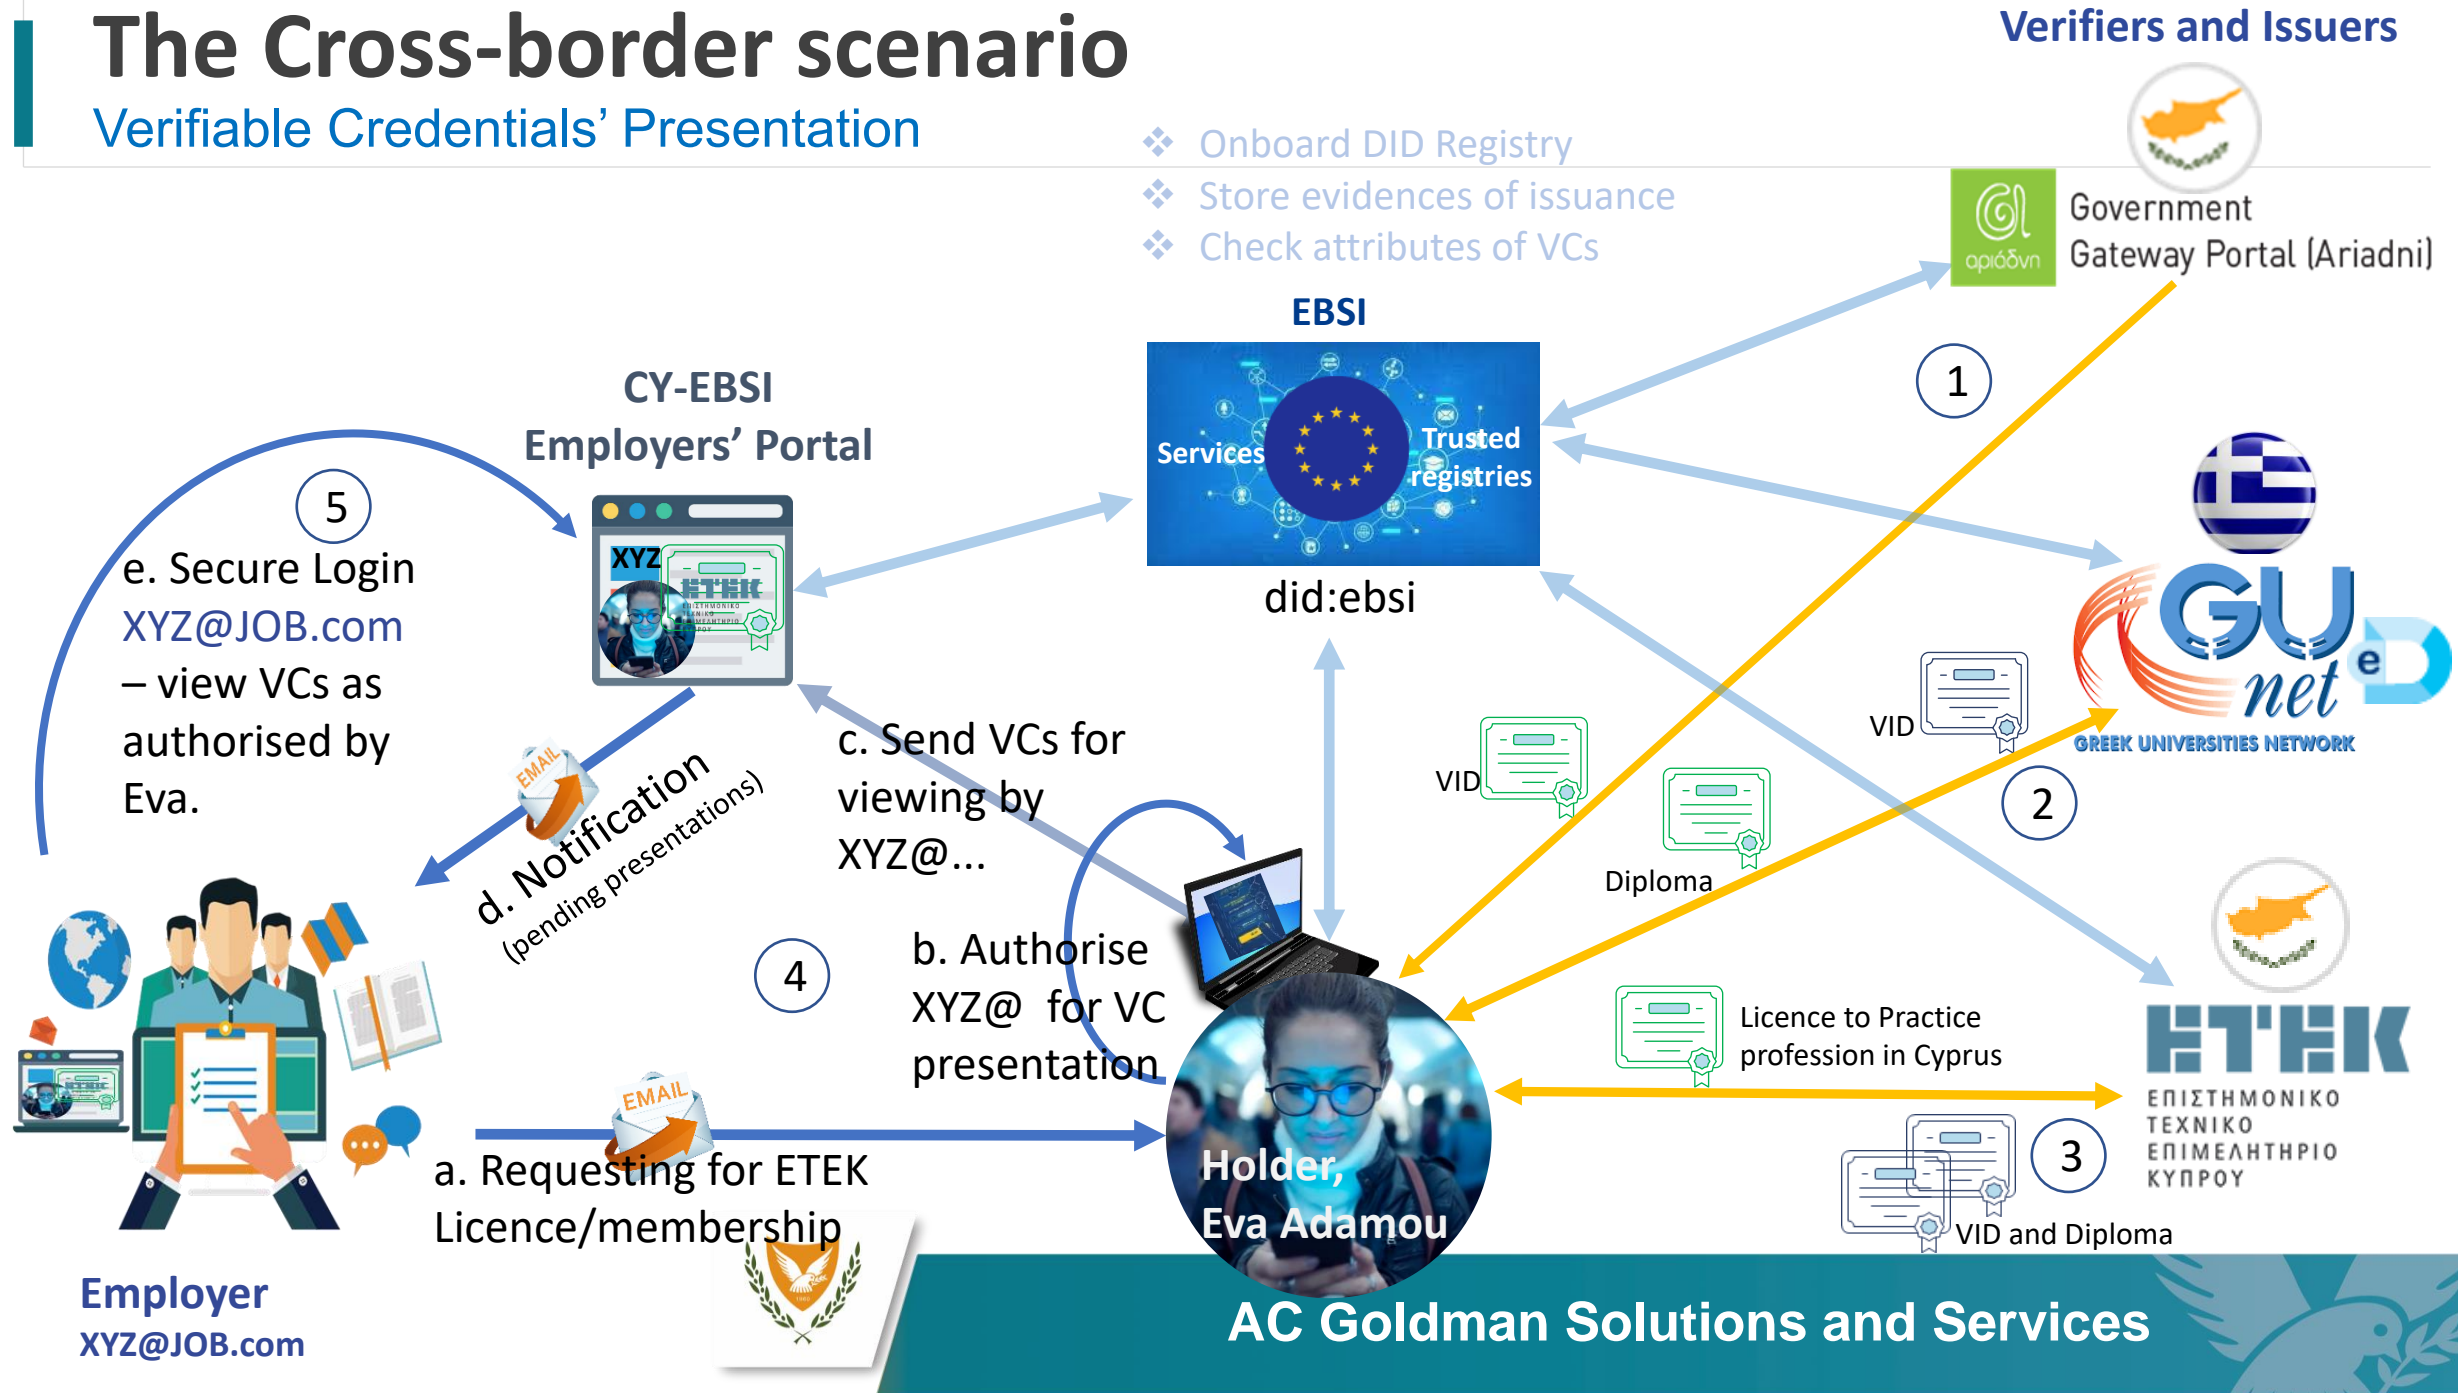 The Cross-border scenario
Verifiable Credentials’ Presentation
Verifiers and Issuers
❖ Onboard DID Registry
❖ Store evidences of issuance
❖ Check attributes of VCs
αριάδνη
Government
Gateway Portal (Ariadni)
EBSI
Services
Trusted
registries
did:ebsi
CY-EBSI
Employers’ Portal
XYZ
ETEK
ΕΠΙΣΤΗΜΟΝΙΚΟ
ΤΕΧΝΙΚΟ
1
5
e. Secure Login
XYZ@JOB.com
– view VCs as
authorised by
Eva.
GU
net
e
GREEK UNIVERSITIES NETWORK
VID
2
VID
Diploma
EMAIL
d. Notification
(pending presentations)
c. Send VCs for
viewing by
XYZ@...
b. Authorise
XYZ@ for VC
presentation
4
Licence to Practice
profession in Cyprus
ETEK
ΕΠΙΣΤΗΜΟΝΙΚΟ
ΤΕΧΝΙΚΟ
ΕΠΙΜΕΛΗΤΗΡΙΟ
ΚΥΠΡΟΥ
3
VID and Diploma
EMAIL
a. Requesting for ETEK
Licence/membership
Holder,
Eva Adamou
Employer
XYZ@JOB.com
1960
AC Goldman Solutions and Services